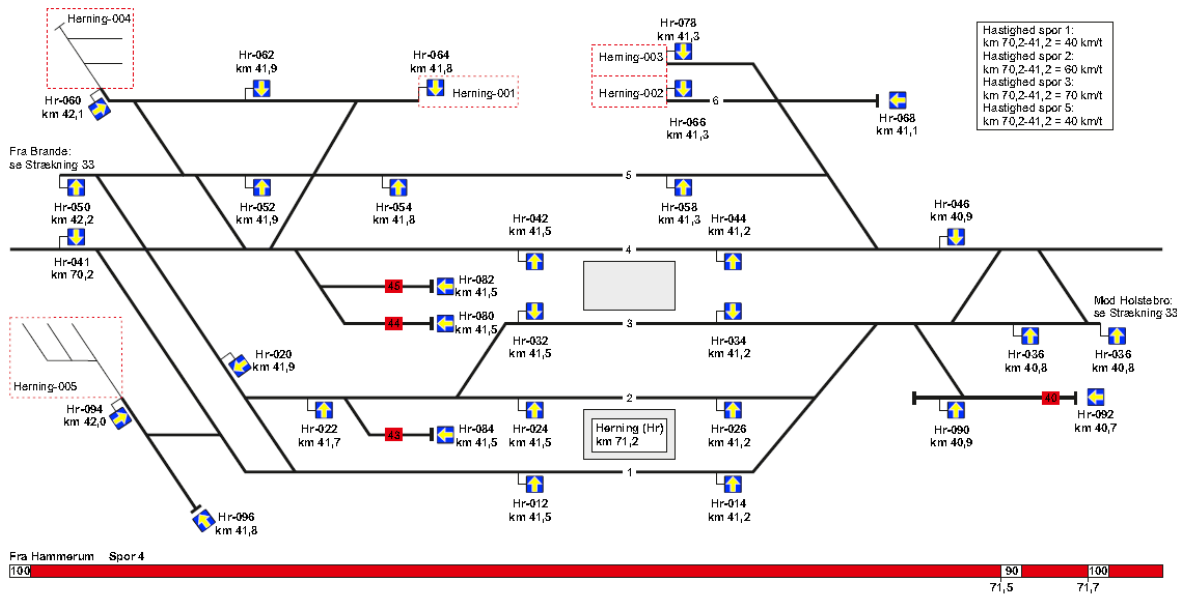 Herning-004
Hr-062
km 41,9
Hr-064
km 41,8
Hr-078
km 41,3
Hastighed spor 1:
km 70,2-41,2 = 40 km/t
Hastighed spor 2:
km 70,2-41,2 = 60 km/t
Hastighed spor 3:
km 70,2-41,2 = 70 km/t
Hastighed spor 5:
km 70,2-41,2 = 40 km/t
Herning-003
Herning-001
Herning-002
Hr-060
km 42,1
6
Hr-066
km 41,3
Hr-068
km 41,1
Fra Brande:
se Strækning 33
5
Hr-050
km 42,2
Hr-052
km 41,9
Hr-054
km 41,8
Hr-058
km 41,3
Hr-042
km 41,5
Hr-044
km 41,2
Hr-046
km 40,9
4
Hr-041
km 70,2
45
Hr-082
km 41,5
44
Hr-080
km 41,5
Mod Holstebro:
se Strækning 33
3
Hr-032
km 41,5
Hr-034
km 41,2
Hr-036
km 40,8
Hr-036
km 40,8
Hr-020
km 41,9
Herning-005
Hr-094
km 42,0
2
40
Hr-092
km 40,7
Hr-022
km 41,7
43
Hr-084
km 41,5
Hr-024
km 41,5
Herning (Hr)
km 71,2
Hr-026
km 41,2
Hr-090
km 40,9
1
Hr-096
km 41,8
Hr-012
km 41,5
Hr-014
km 41,2
Fra Hammerum Spor 4
100
90
100
71,5
71,7